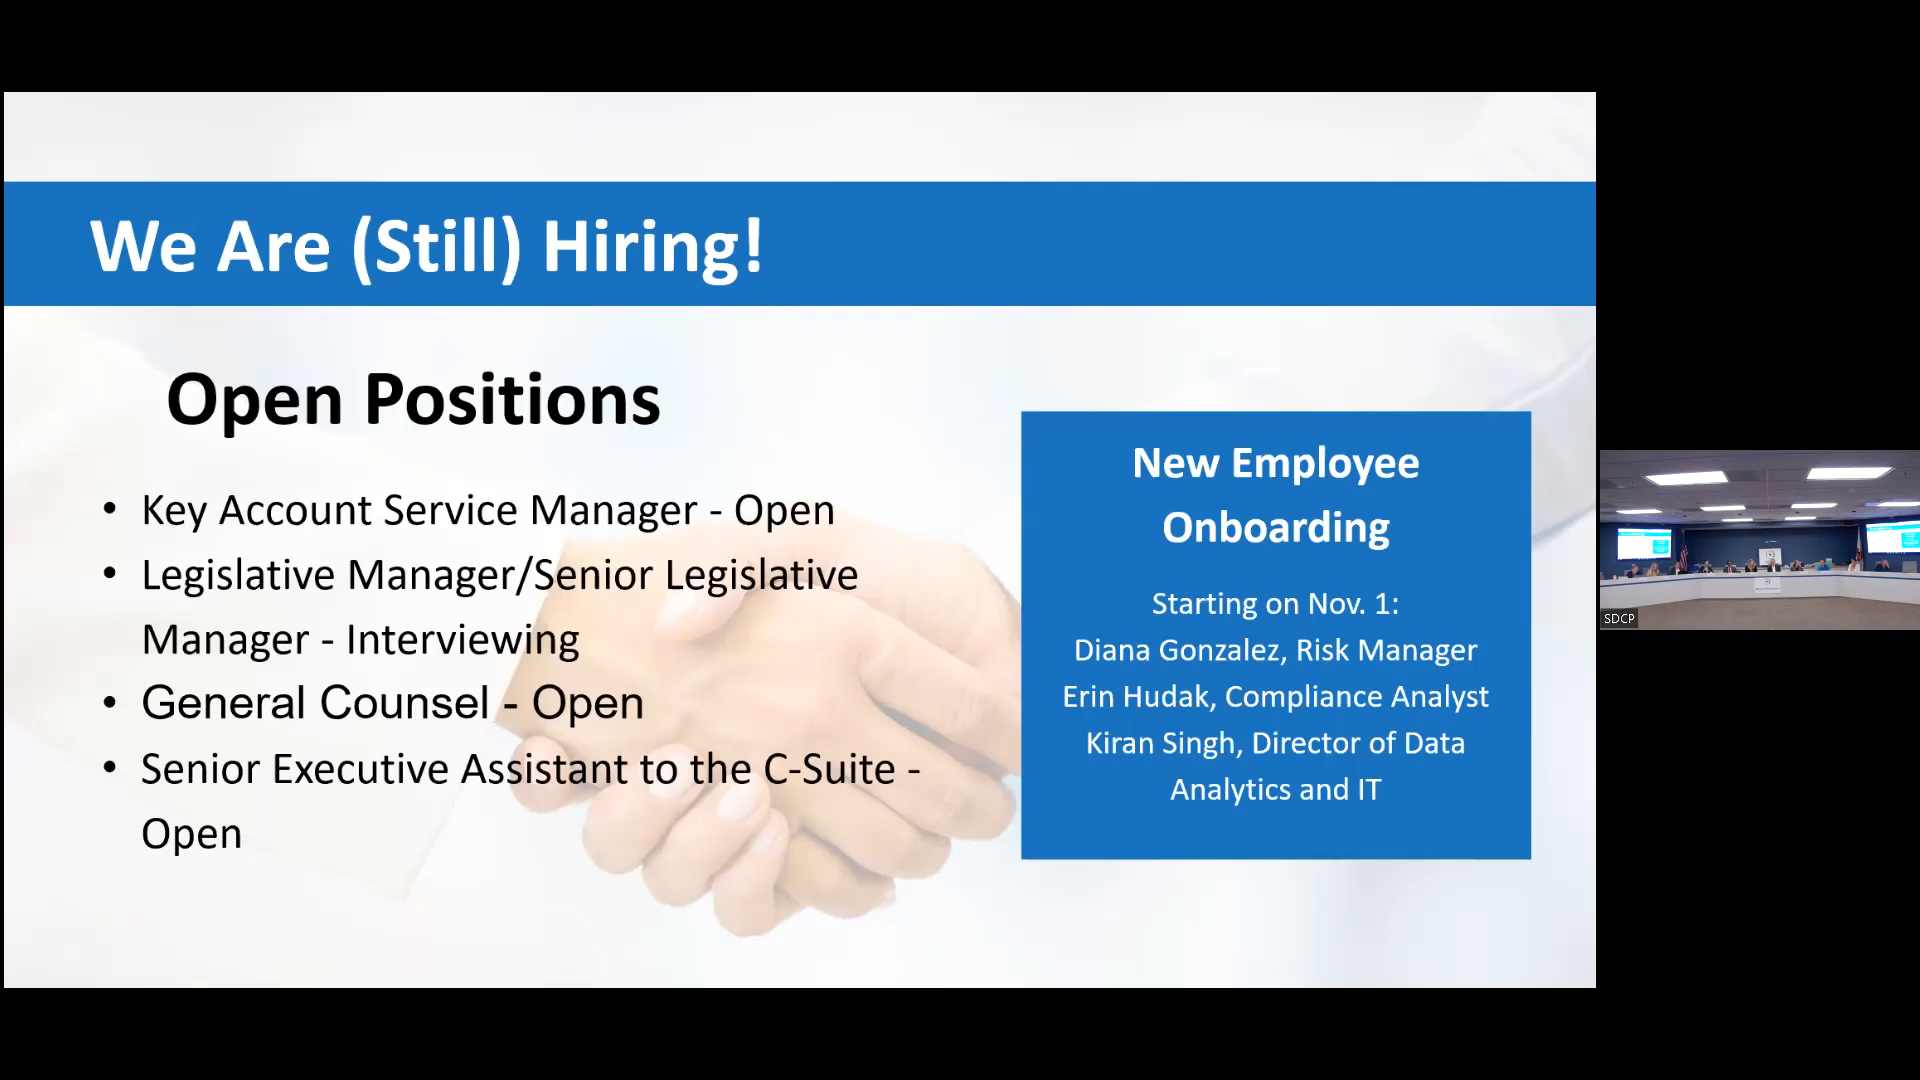 We Are (Still) Hiring!
Open Positions
• Key Account Service Manager - Open
• Legislative Manager/Senior Legislative
Manager - Interviewing
• General Counsel - Open
• Senior Executive Assistant to the C-Suite -
Open
New Employee
Onboarding
Starting on Nov. 1:
Diana Gonzalez, Risk Manager
Erin Hudak, Compliance Analyst
Kiran Singh, Director of Data
Analytics and IT
SDCP